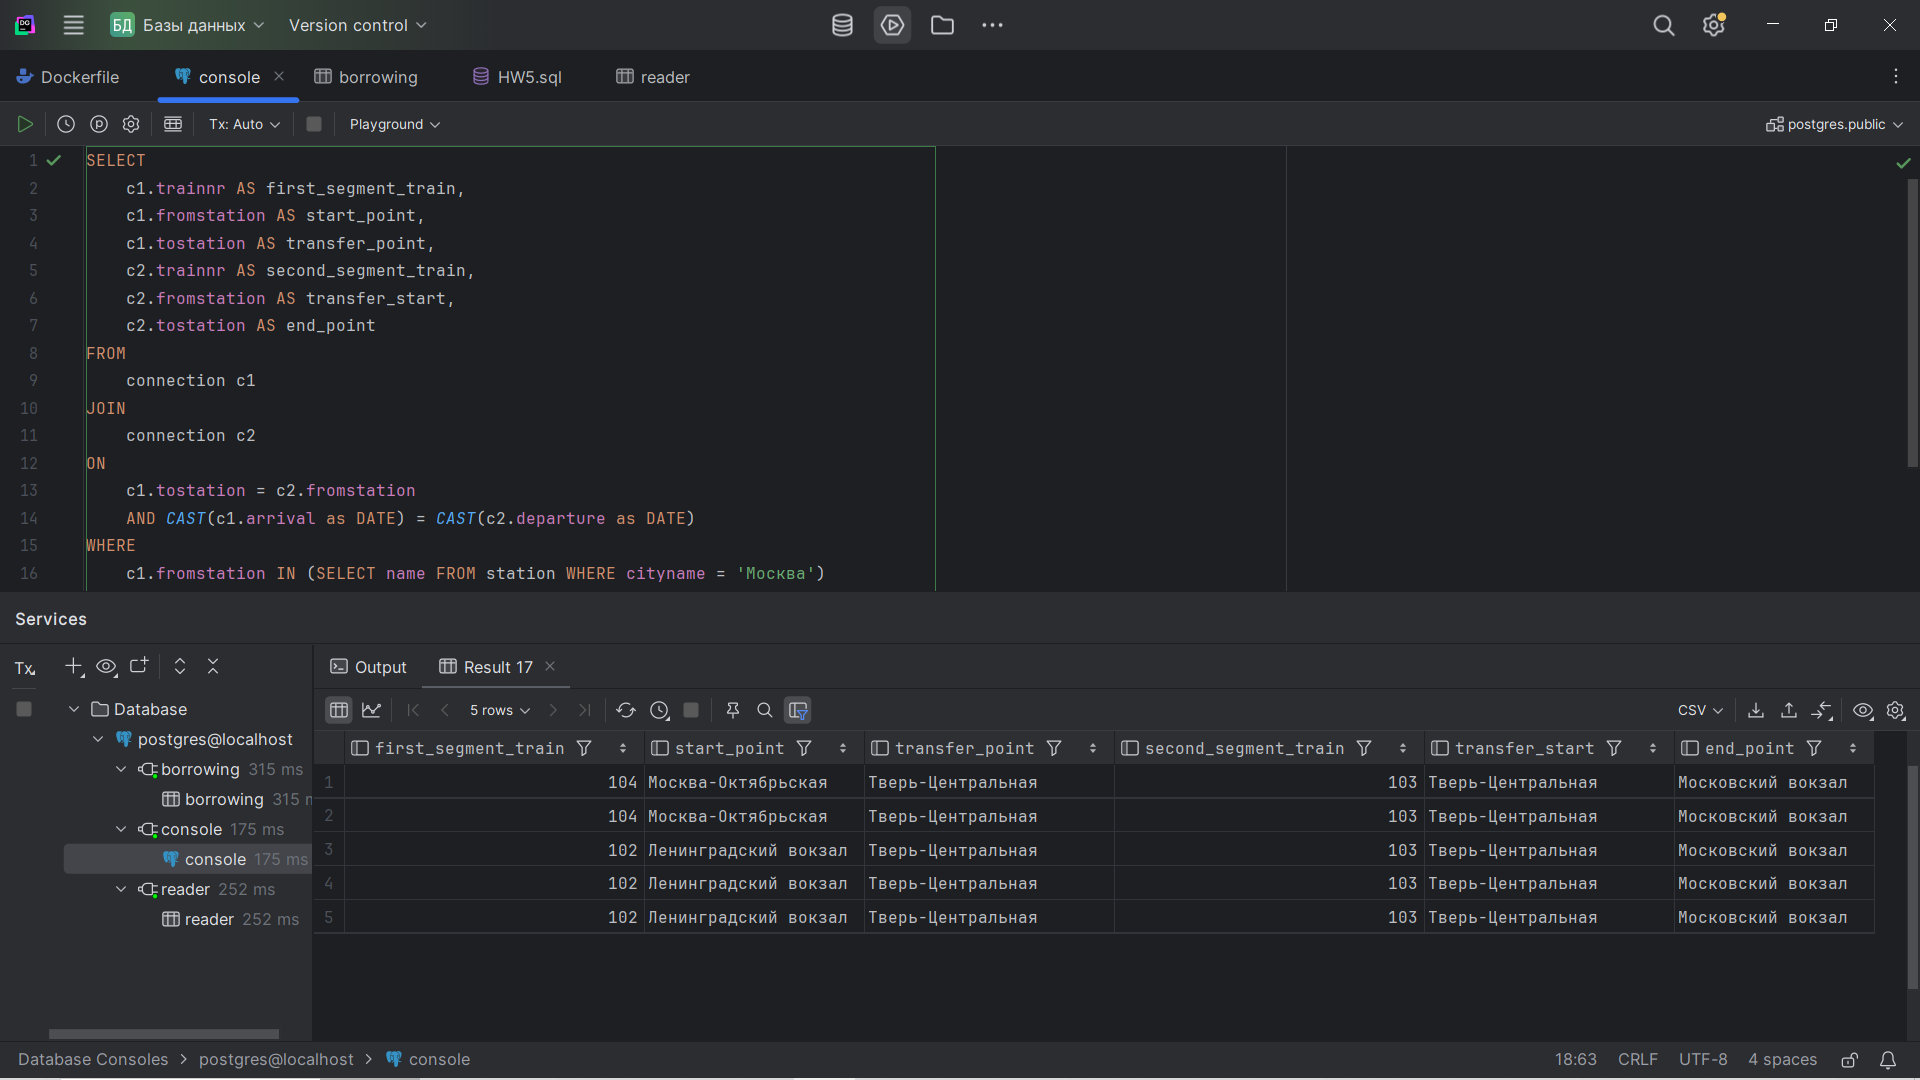 БД Базы данных Version control
Dockerfile console borrowing HW5.sql reader
Tx: Auto Playground postgres.public
1 SELECT
2 c1.trainnr AS first_segment_train,
3 c1.fromstation AS start_point,
4 c1.tostation AS transfer_point,
5 c2.trainnr AS second_segment_train,
6 c2.fromstation AS transfer_start,
7 c2.tostation AS end_point
8 FROM
9 connection c1
10 JOIN
11 connection c2
12 ON
13 c1.tostation = c2.fromstation
14 AND CAST(c1.arrival as DATE) = CAST(c2.departure as DATE)
15 WHERE
16 c1.fromstation IN (SELECT name FROM station WHERE cityname = 'Москва')
Services
Tx Output Result 17
5 rows CSV
Database
postgres@localhost
borrowing 315 ms
borrowing 315 m
console 175 ms
console 175 ms
reader 252 ms
reader 252 ms
first_segment_train start_point transfer_point second_segment_train transfer_start end_point
1 104 Москва-Октябрьская Тверь-Центральная 103 Тверь-Центральная Московский вокзал
2 104 Москва-Октябрьская Тверь-Центральная 103 Тверь-Центральная Московский вокзал
3 102 Ленинградский вокзал Тверь-Центральная 103 Тверь-Центральная Московский вокзал
4 102 Ленинградский вокзал Тверь-Центральная 103 Тверь-Центральная Московский вокзал
5 102 Ленинградский вокзал Тверь-Центральная 103 Тверь-Центральная Московский вокзал
Database Consoles > postgres@localhost > console 18:63 CRLF UTF-8 4 spaces